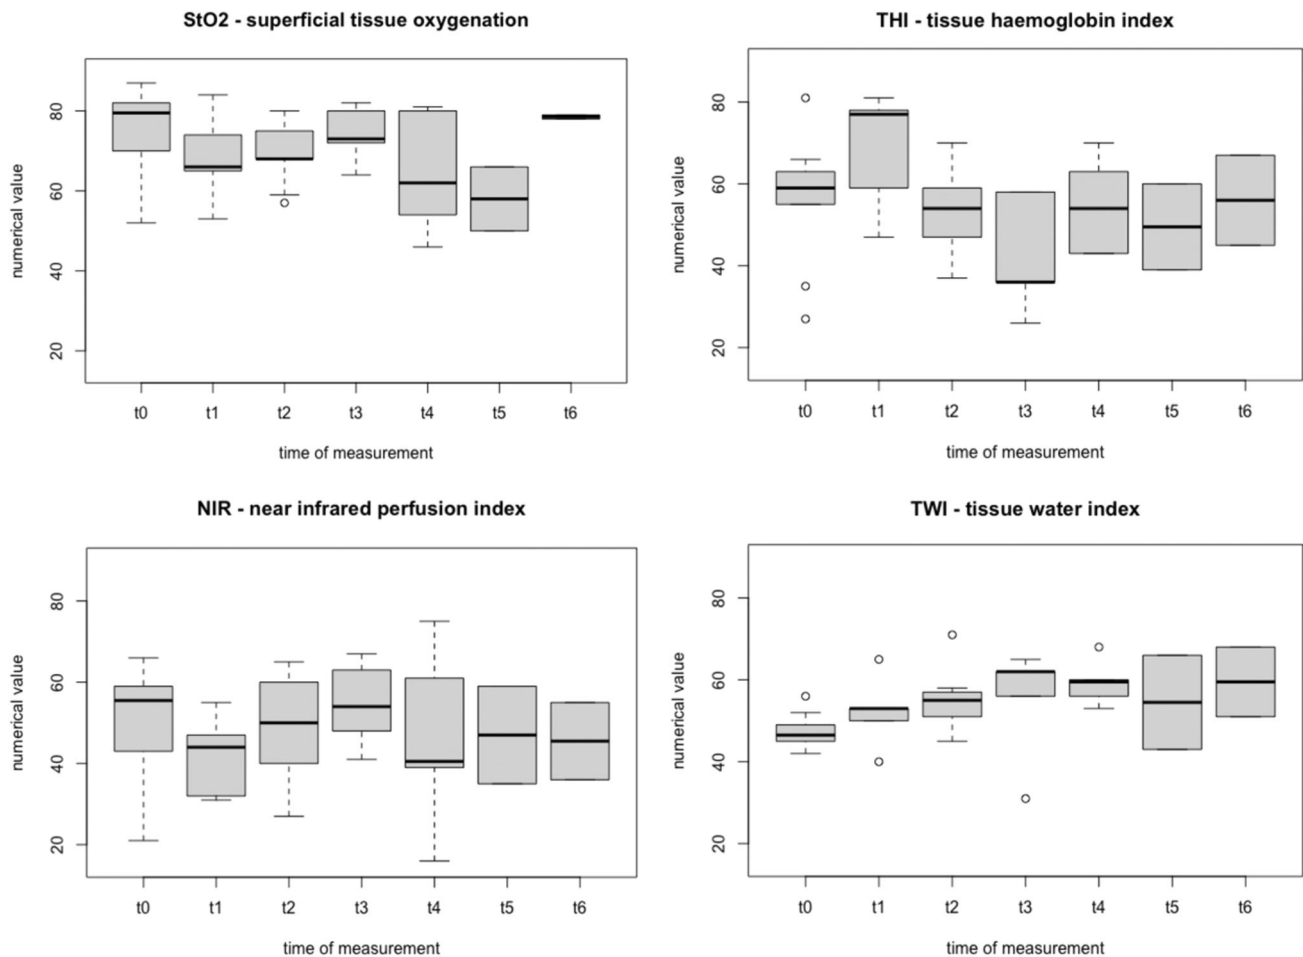 StO2 - superficial tissue oxygenation
numerical value
80
60
40
20
t0 t1 t2 t3 t4 t5 t6
time of measurement
THI - tissue haemoglobin index
numerical value
80
60
40
20
t0 t1 t2 t3 t4 t5 t6
time of measurement
NIR - near infrared perfusion index
numerical value
80
60
40
20
t0 t1 t2 t3 t4 t5 t6
time of measurement
TWI - tissue water index
numerical value
80
60
40
20
t0 t1 t2 t3 t4 t5 t6
time of measurement